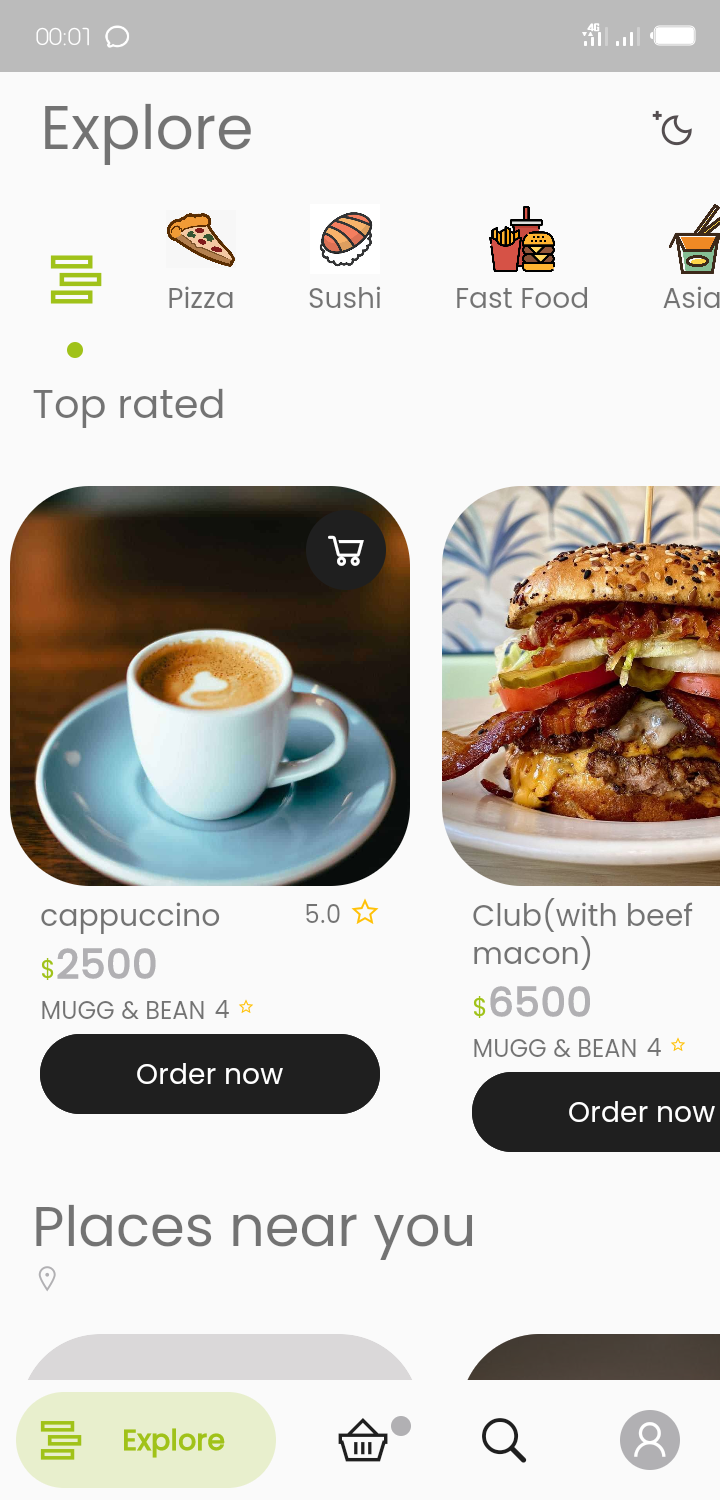 00:01
4G
Explore
Pizza
Sushi
Fast Food
Asia
Top rated
cappuccino 5.0
$2500
MUGG & BEAN 4
Order now
Club(with beef
macon)
$6500
MUGG & BEAN 4
Order now
Places near you
Explore